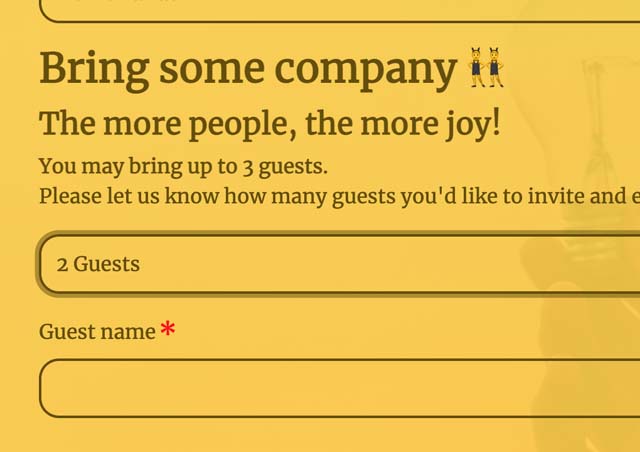 Bring some company 👯
The more people, the more joy!
You may bring up to 3 guests.
Please let us know how many guests you'd like to invite and
2 Guests
Guest name *